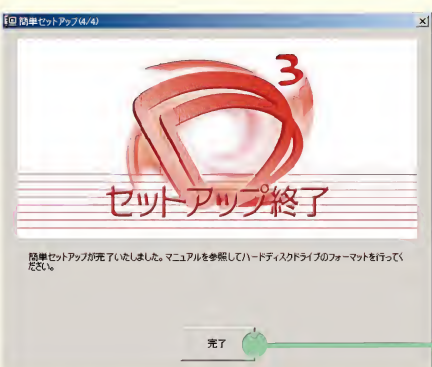 簡単セットアップ(4/4)
3
セットアップ終了
簡単セットアップが完了いたしました。マニュアルを参照してハードディスクドライブのフォーマットを行ってく
ださい。
完了